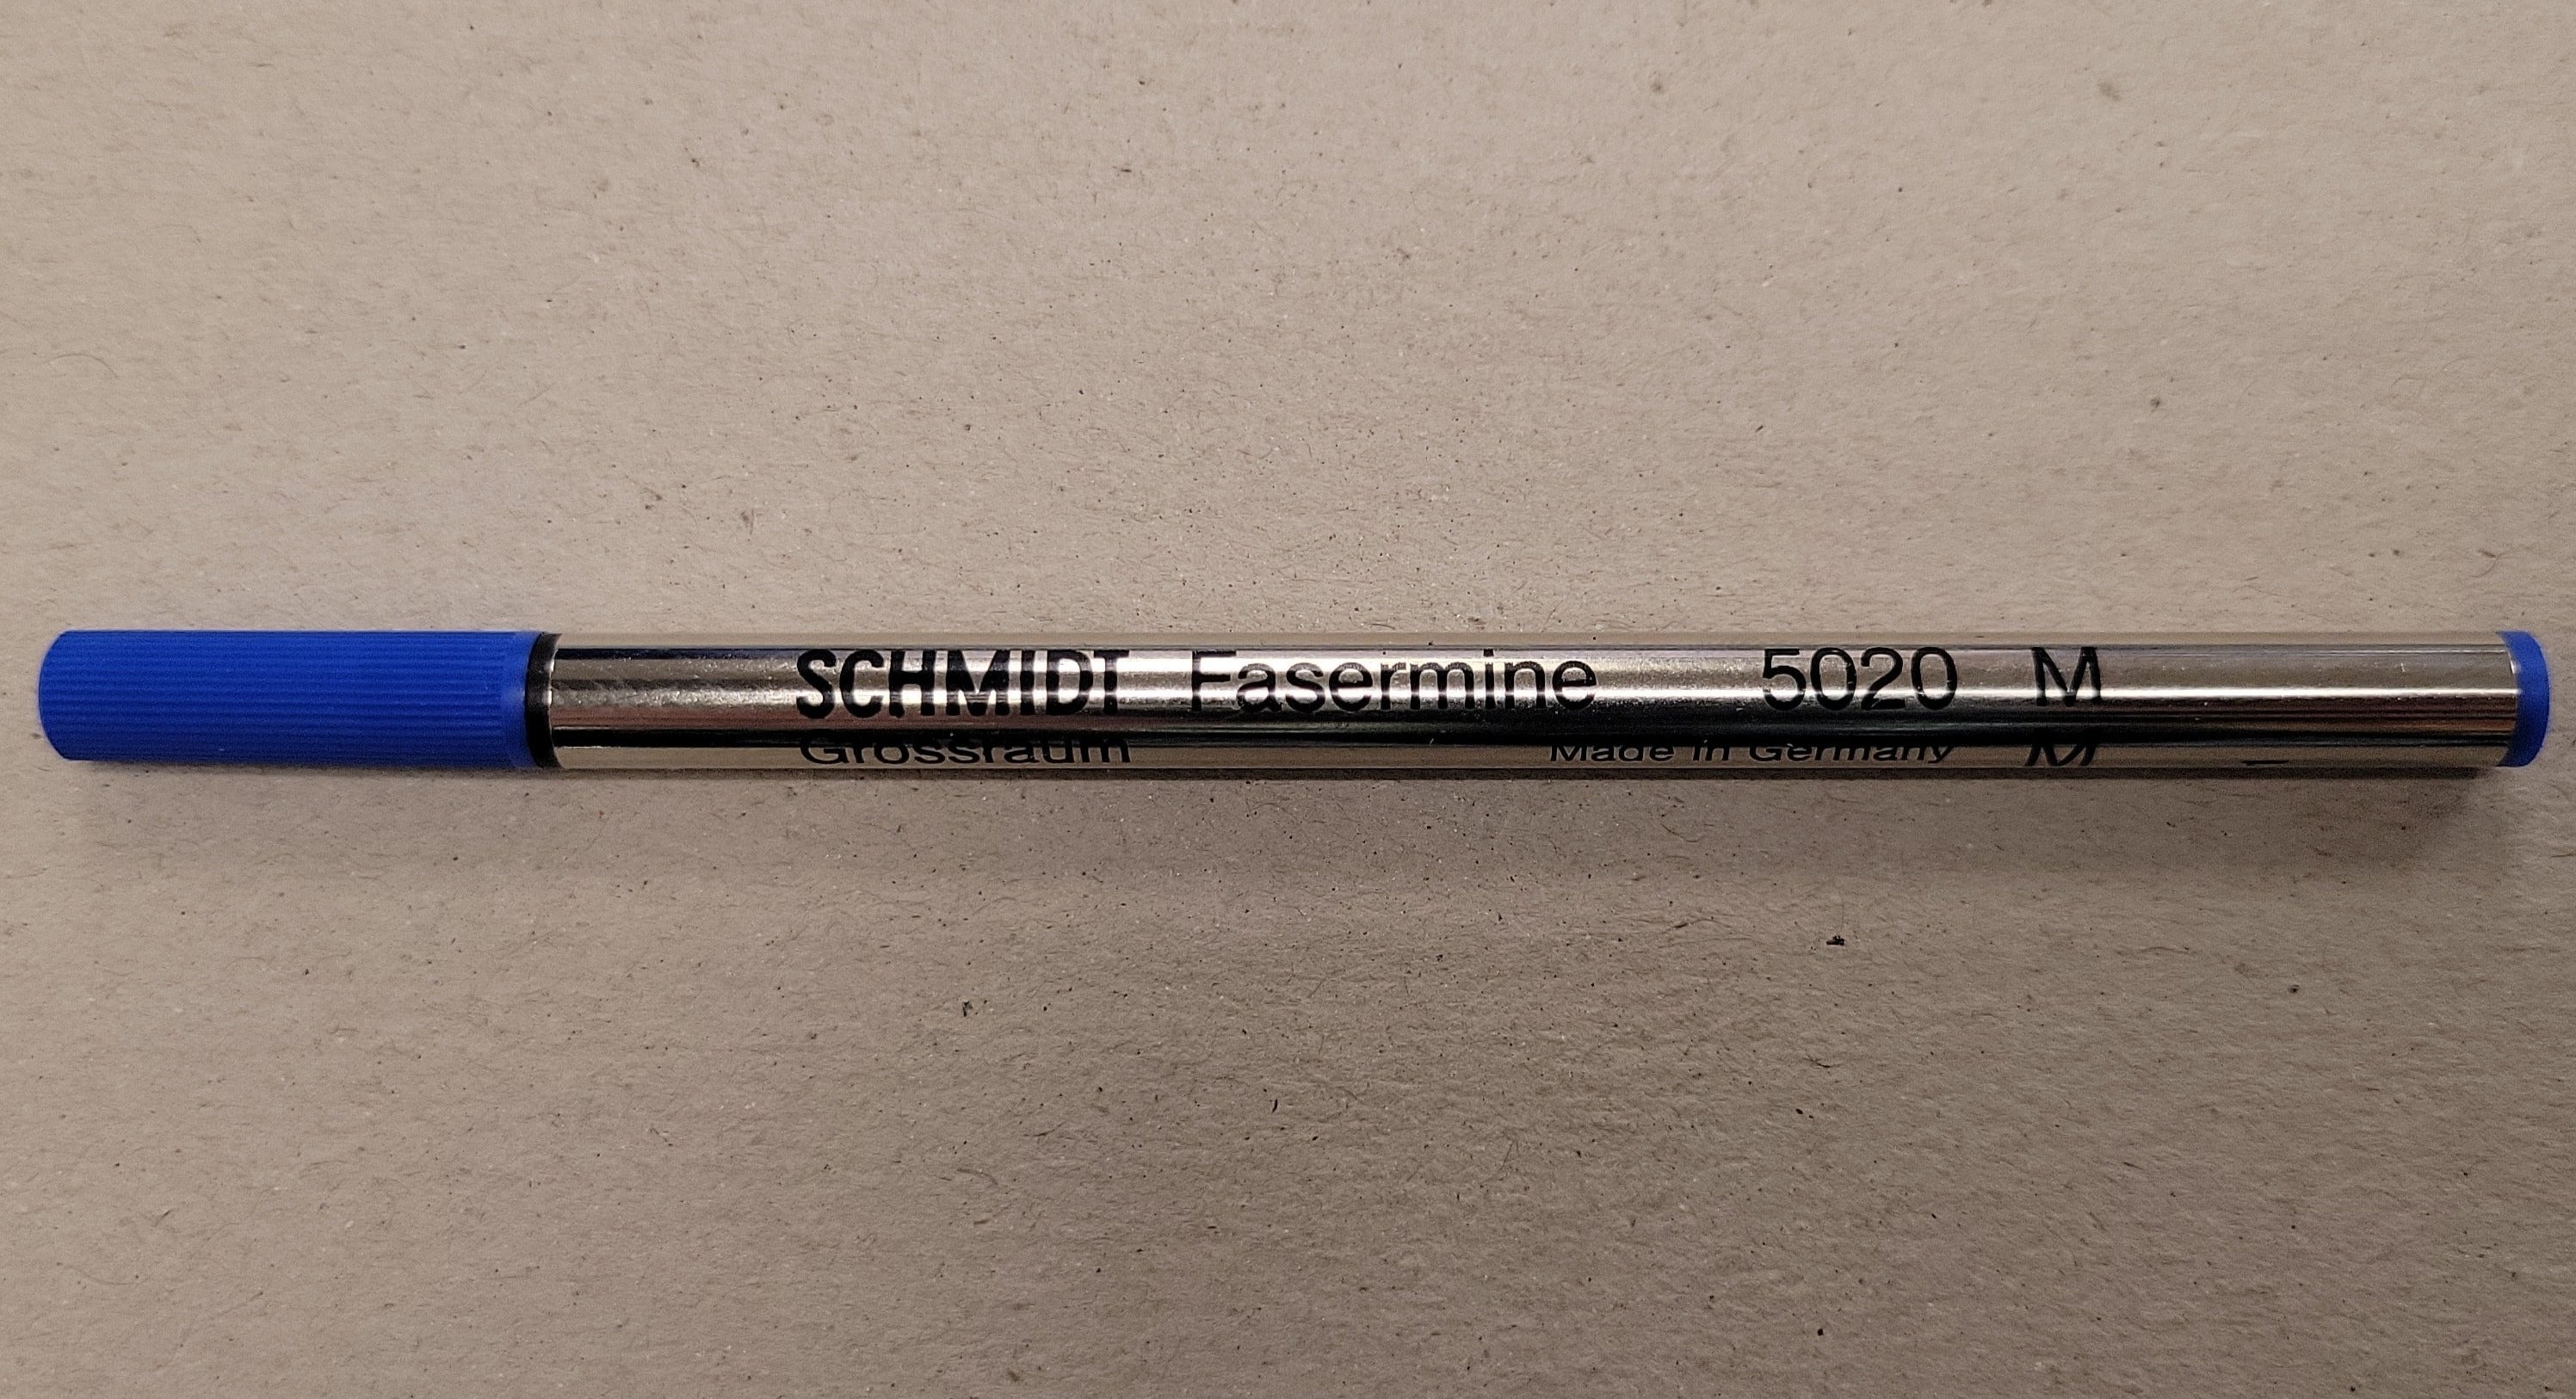 SCHMIDT Fasermine 5020 M
Grossraum Made in Germany M